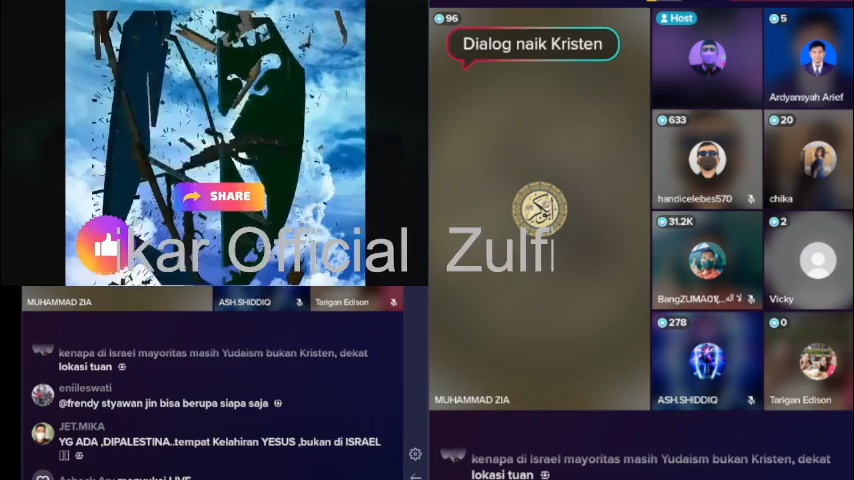 SHARE
ikar Official Zulfi
MUHAMMAD ZIA
ASH.SHIDDIQ
Tarigan Edison
kenapa di Israel mayoritas masih Yudaism bukan Kristen, dekat
lokasi tuan
eniileswati
@frendy styawan jin bisa berupa siapa saja
JET.MIKA
YG ADA ,DIPALESTINA..tempat Kelahiran YESUS ,bukan di ISRAEL
96
Dialog naik Kristen
Host
5
Ardyansyah Arief
633
handicelebes570
20
chika
31.2K
BangZUMA01(...لا اله
2
Vicky
278
ASH.SHIDDIQ
0
Tarigan Edison
MUHAMMAD ZIA
kenapa di Israel mayoritas masih Yudaism bukan Kristen, dekat
lokasi tuan